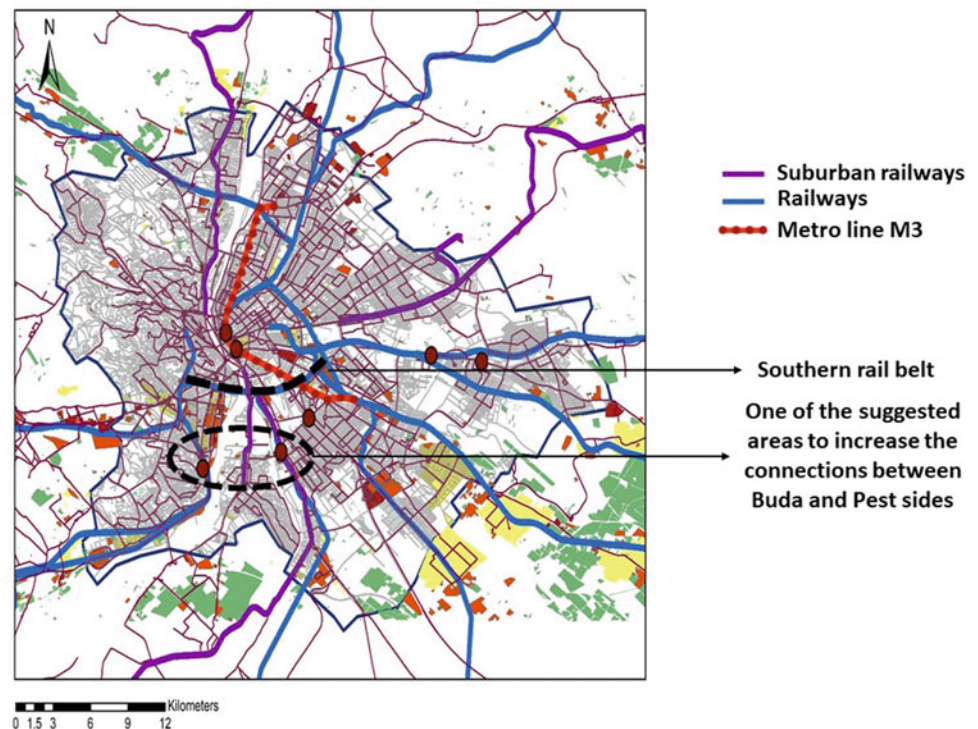 N
Suburban railways
Railways
Metro line M3
Southern rail belt
One of the suggested
areas to increase the
connections between
Buda and Pest sides
Kilometers
0 1.5 3 6 9 12